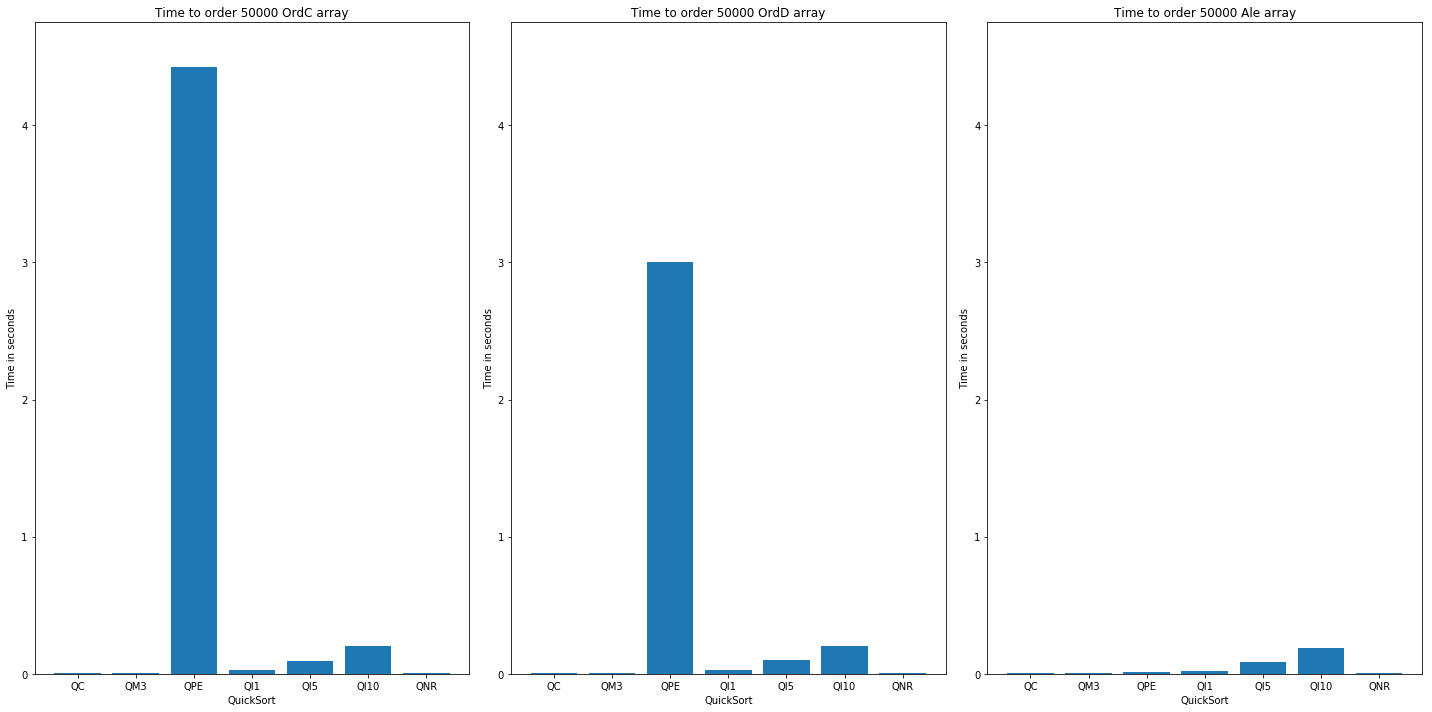 Time to order 50000 OrdC array
4
3
2
1
0
Time in seconds
QC QM3 QPE QI1 QI5 QI10 QNR
QuickSort
Time to order 50000 OrdD array
4
3
2
1
0
Time in seconds
QC QM3 QPE QI1 QI5 QI10 QNR
QuickSort
Time to order 50000 Ale array
4
3
2
1
0
Time in seconds
QC QM3 QPE QI1 QI5 QI10 QNR
QuickSort